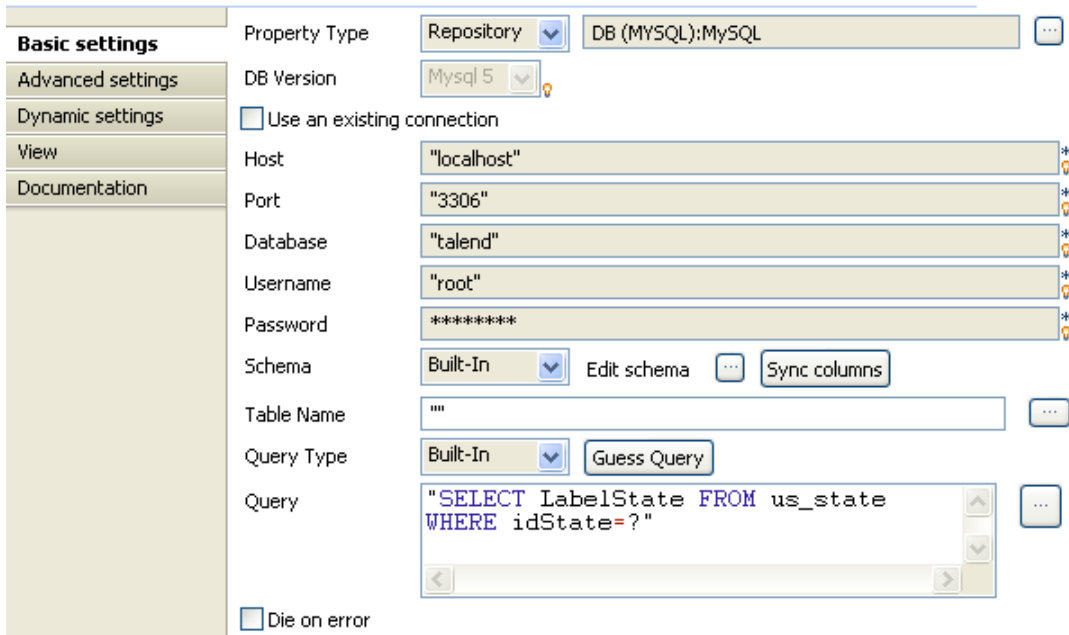 Basic settings
Advanced settings
Dynamic settings
View
Documentation
Property Type Repository DB (MYSQL):MySQL ...
DB Version Mysql 5
Use an existing connection
Host "localhost" *
Port "3306" *
Database "talend" *
Username "root" *
Password ******** *
Schema Built-In Edit schema ... Sync columns
Table Name "" ...
Query Type Built-In Guess Query
Query "SELECT LabelState FROM us_state ...
WHERE idState=?"
Die on error